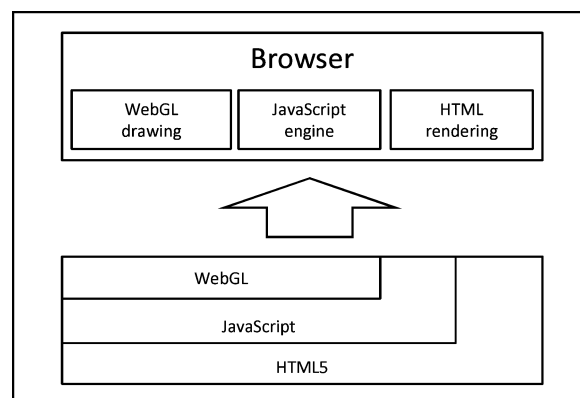 Browser
WebGL
drawing
JavaScript
engine
HTML
rendering
WebGL
JavaScript
HTML5